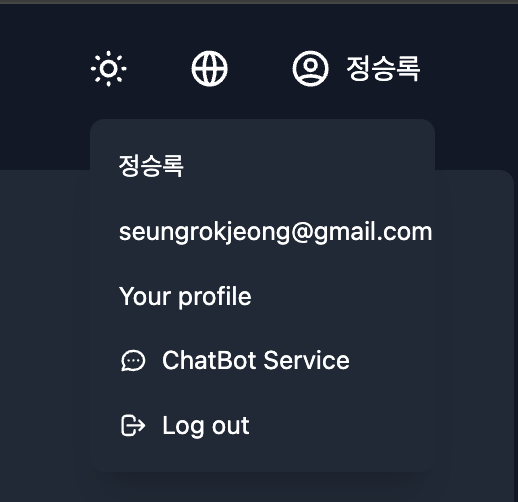 정승록
정승록
seungrokjeong@gmail.com
Your profile
ChatBot Service
Log out